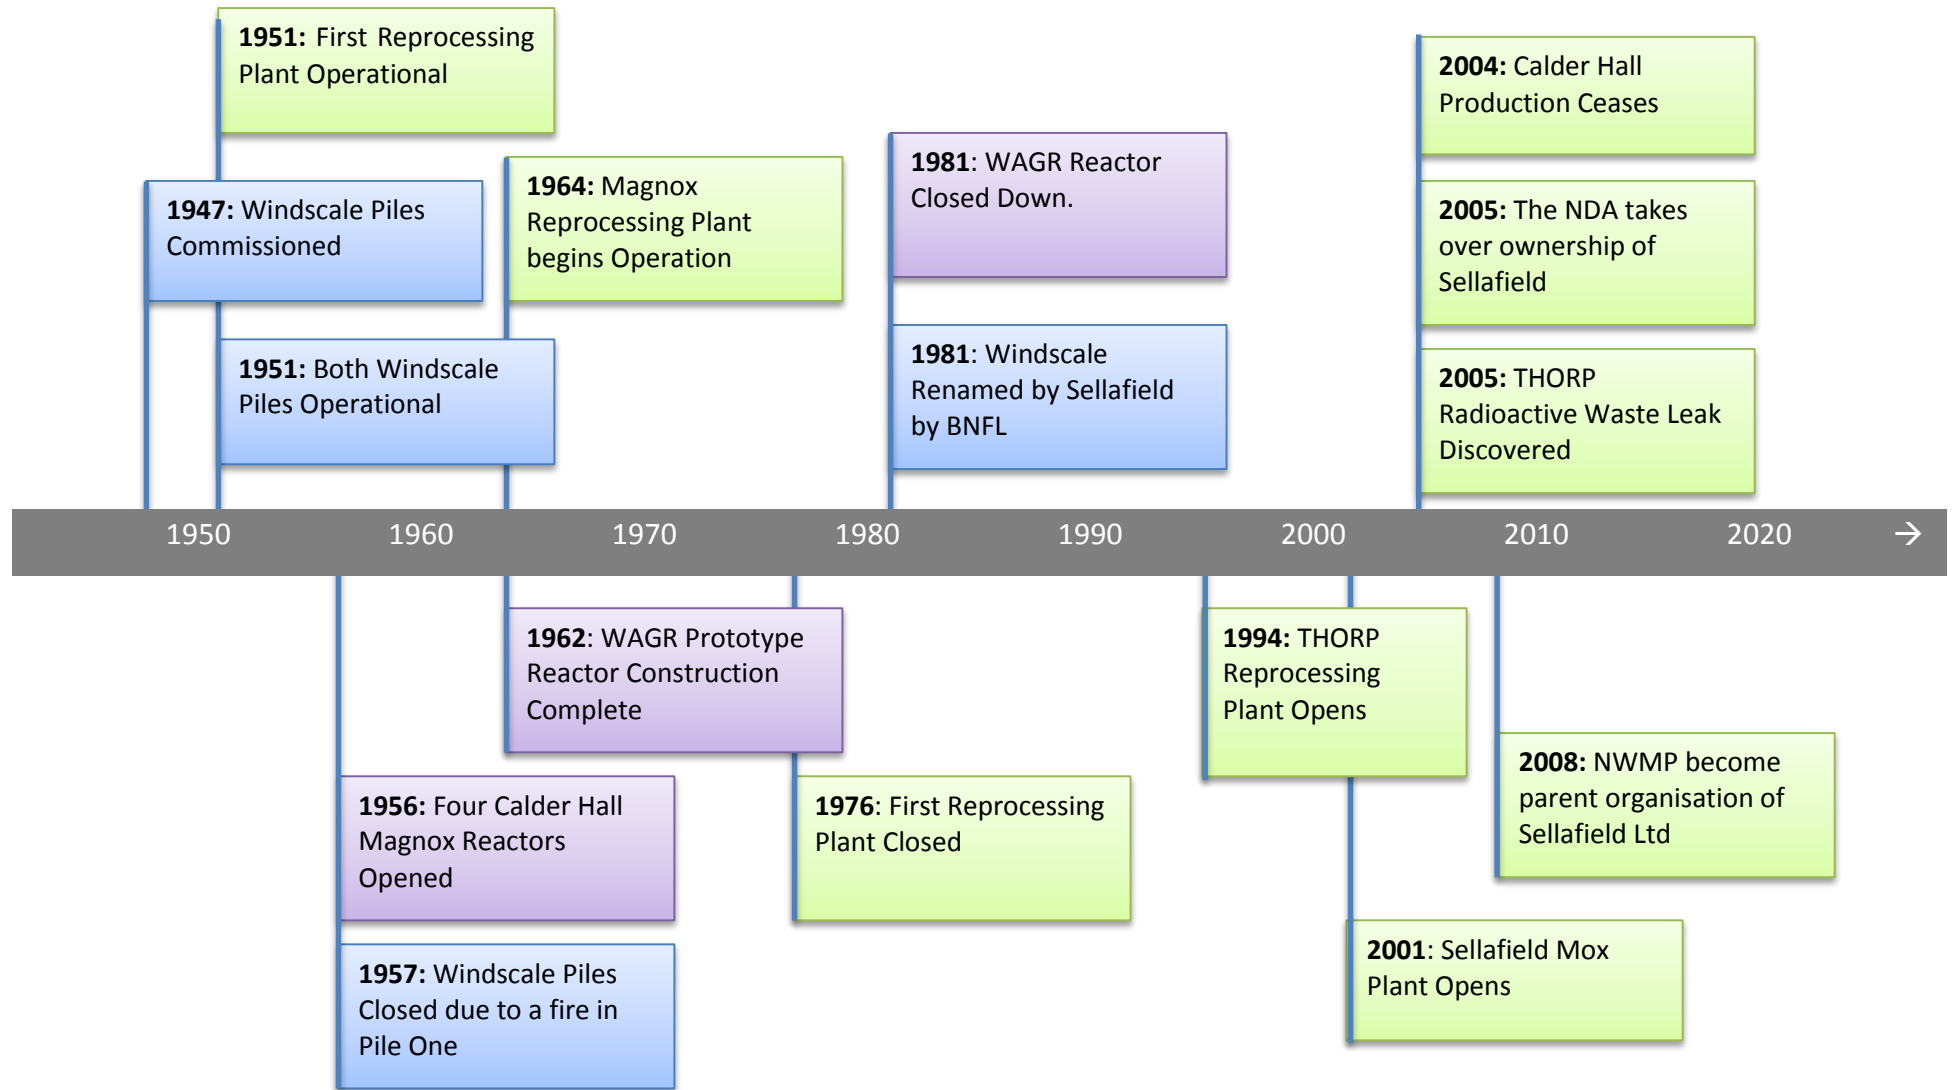 1951: First Reprocessing
Plant Operational
1947: Windscale Piles
Commissioned
1951: Both Windscale
Piles Operational
1964: Magnox
Reprocessing Plant
begins Operation
1981: WAGR Reactor
Closed Down.
1981: Windscale
Renamed by Sellafield
by BNFL
2004: Calder Hall
Production Ceases
2005: The NDA takes
over ownership of
Sellafield
2005: THORP
Radioactive Waste Leak
Discovered
1950 1960 1970 1980 1990 2000 2010 2020 →
1962: WAGR Prototype
Reactor Construction
Complete
1956: Four Calder Hall
Magnox Reactors
Opened
1957: Windscale Piles
Closed due to a fire in
Pile One
1976: First Reprocessing
Plant Closed
1994: THORP
Reprocessing
Plant Opens
2008: NWMP become
parent organisation of
Sellafield Ltd
2001: Sellafield Mox
Plant Opens